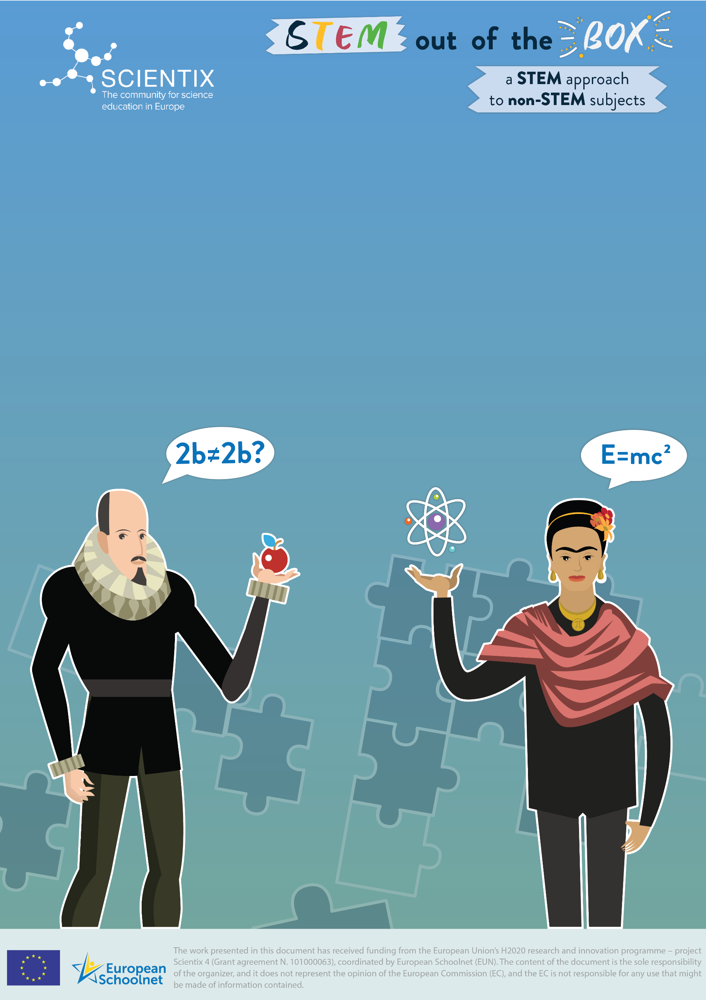 STEM out of the BOX
SCIENTIX
The community for science
education in Europe
a STEM approach
to non-STEM subjects
2b≠2b?
E=mc²
π
European
Schoolnet
The work presented in this document has received funding from the European Union's H2020 research and innovation programme – project
Scientix 4 (Grant agreement N. 101000063), coordinated by European Schoolnet (EUN). The content of the document is the sole responsibility
of the organizer, and it does not represent the opinion of the European Commission (EC), and the EC is not responsible for any use that might
be made of information contained.